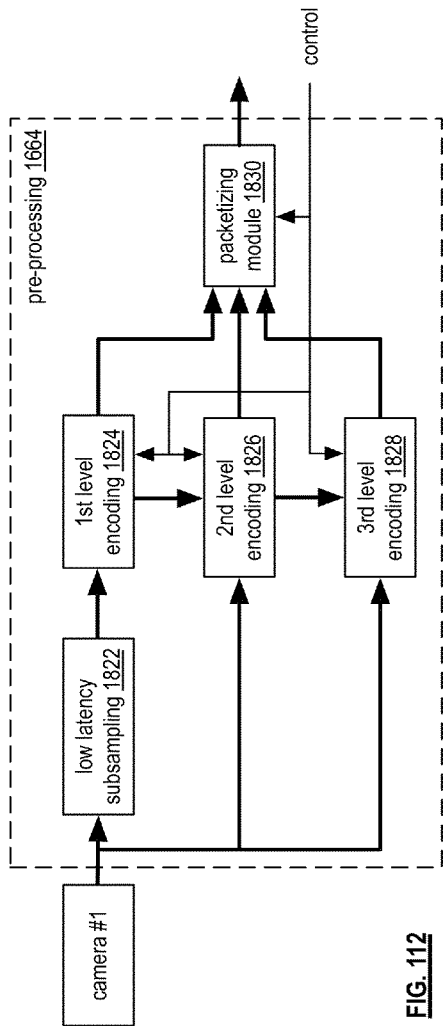 pre-processing 1664
control
camera #1
low latency
subsampling 1822
1st level
encoding 1824
2nd level
encoding 1826
3rd level
encoding 1828
packetizing
module 1830
FIG. 112